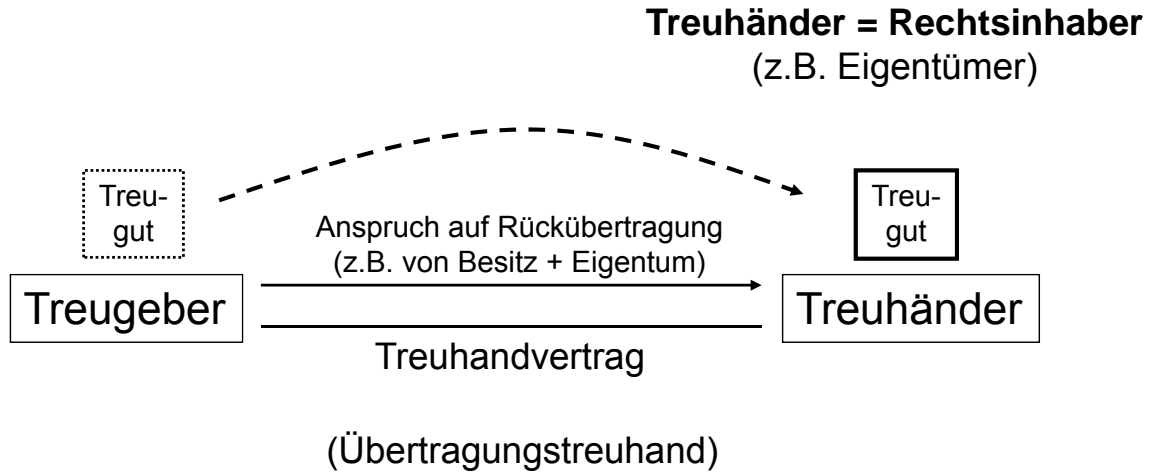 Treuhänder = Rechtsinhaber
(z.B. Eigentümer)
Treu-
gut
Treu-
gut
Anspruch auf Rückübertragung
(z.B. von Besitz + Eigentum)
Treugeber
Treuhänder
Treuhandvertrag
(Übertragungstreuhand)